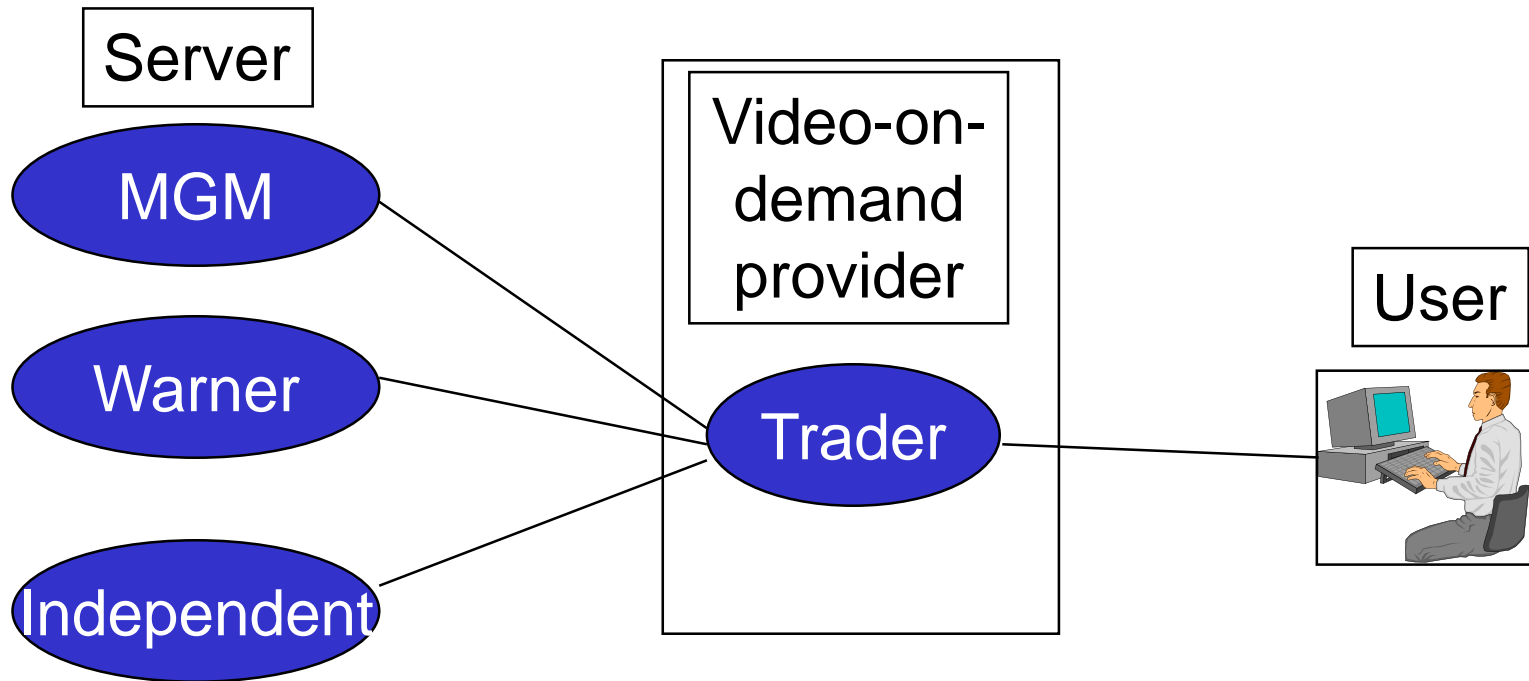 Server
MGM
Warner
Independent
Video-on-
demand
provider
Trader
User